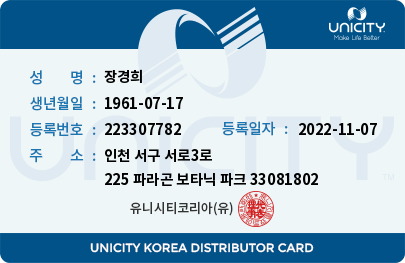 UNICITY
Make Life Better
성 명 : 장경희
생년월일 : 1961-07-17
등록번호 : 223307782 등록일자 : 2022-11-07
주 소 : 인천 서구 서로3로
225 파라곤 보타닉 파크 33081802
유니시티코리아(유)
UNICITY
UNICITY KOREA DISTRIBUTOR CARD